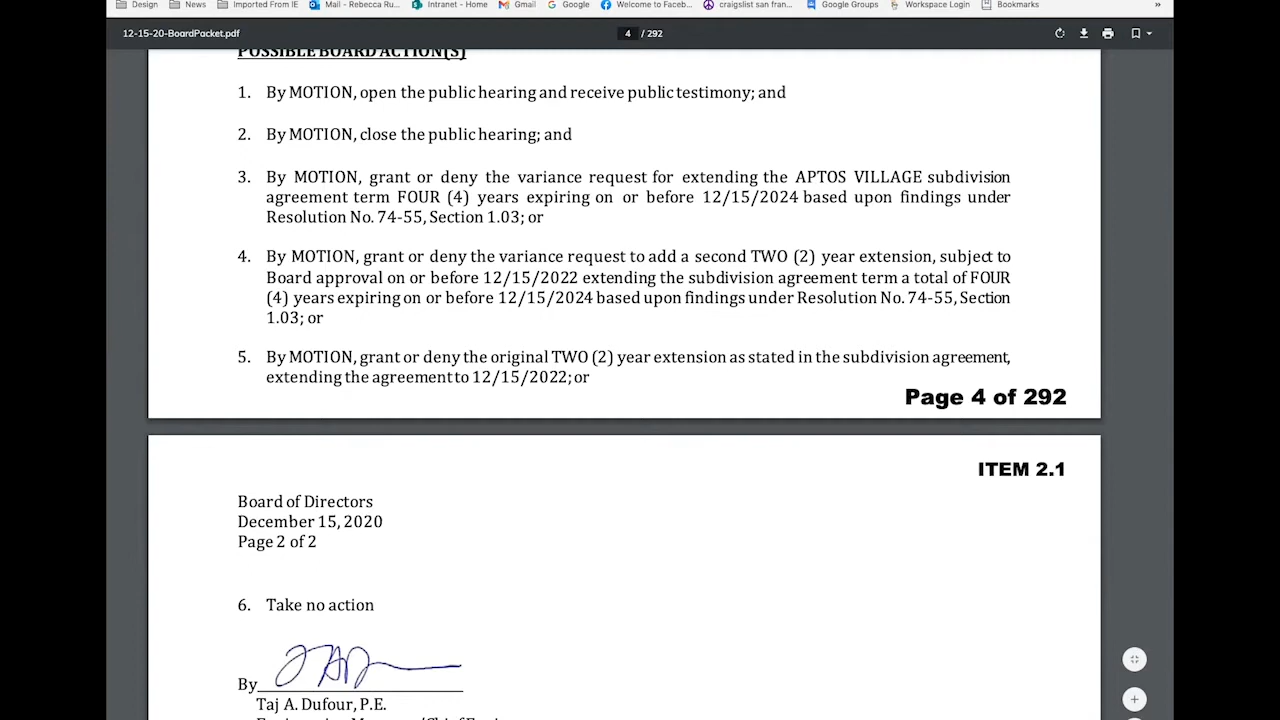 Design News Imported From IE Mail - Rebecca Ru... Intranet - Home Gmail Google Welcome to Faceb... craigslist san fran... Google Groups Workspace Login Bookmarks »
12-15-20-BoardPacket.pdf 4 / 292
POSSIBLE BOARD ACTION(S)
1. By MOTION, open the public hearing and receive public testimony; and
2. By MOTION, close the public hearing; and
3. By MOTION, grant or deny the variance request for extending the APTOS VILLAGE subdivision
agreement term FOUR (4) years expiring on or before 12/15/2024 based upon findings under
Resolution No. 74-55, Section 1.03; or
4. By MOTION, grant or deny the variance request to add a second TWO (2) year extension, subject to
Board approval on or before 12/15/2022 extending the subdivision agreement term a total of FOUR
(4) years expiring on or before 12/15/2024 based upon findings under Resolution No. 74-55, Section
1.03; or
5. By MOTION, grant or deny the original TWO (2) year extension as stated in the subdivision agreement,
extending the agreement to 12/15/2022; or
Page 4 of 292
ITEM 2.1
Board of Directors
December 15, 2020
Page 2 of 2
6. Take no action
By
Taj A. Dufour, P.E.